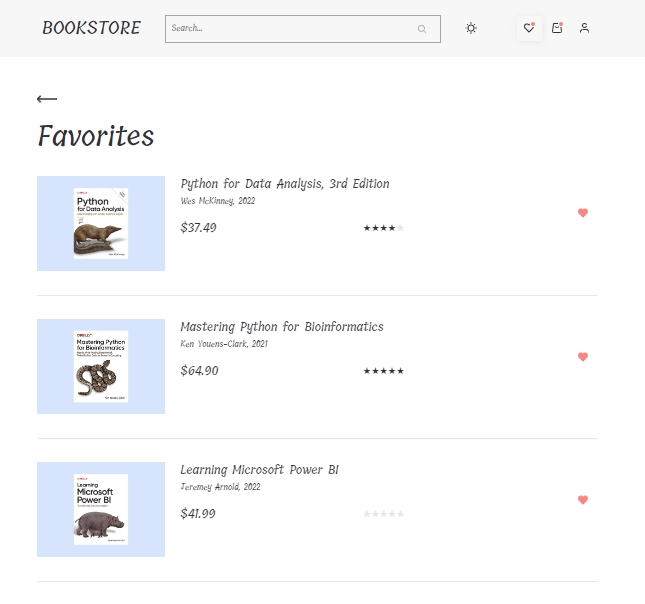 BOOKSTORE
Search...
Favorites
Python for Data Analysis, 3rd Edition
Wes McKinney, 2022
$37.49
Python
for Data Analysis
Mastering Python for Bioinformatics
Ken Youens-Clark, 2021
$64.90
Mastering Python
for Bioinformatics
Learning Microsoft Power BI
Jeremey Arnold, 2022
$41.99
Learning
Microsoft
Power BI